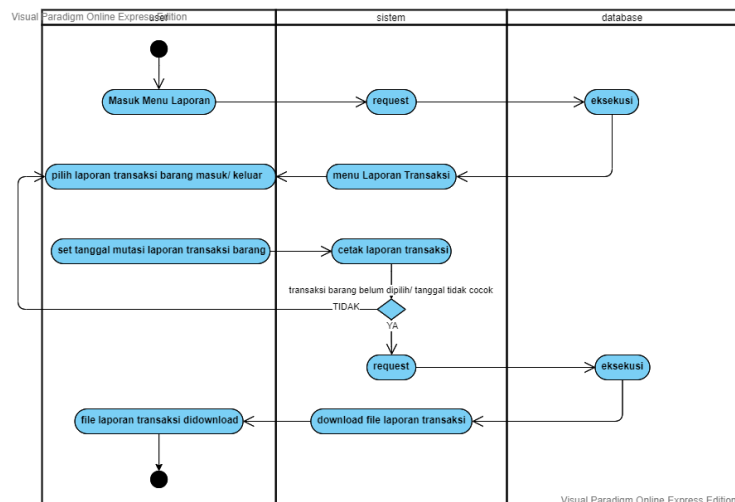 Visual Paradigm Online Express Edition
user
sistem
database
Masuk Menu Laporan
request
eksekusi
pilih laporan transaksi barang masuk/ keluar
menu Laporan Transaksi
set tanggal mutasi laporan transaksi barang
cetak laporan transaksi
transaksi barang belum dipilih/ tanggal tidak cocok
TIDAK
YA
request
eksekusi
file laporan transaksi didownload
download file laporan transaksi
Visual Paradigm Online Express Edition